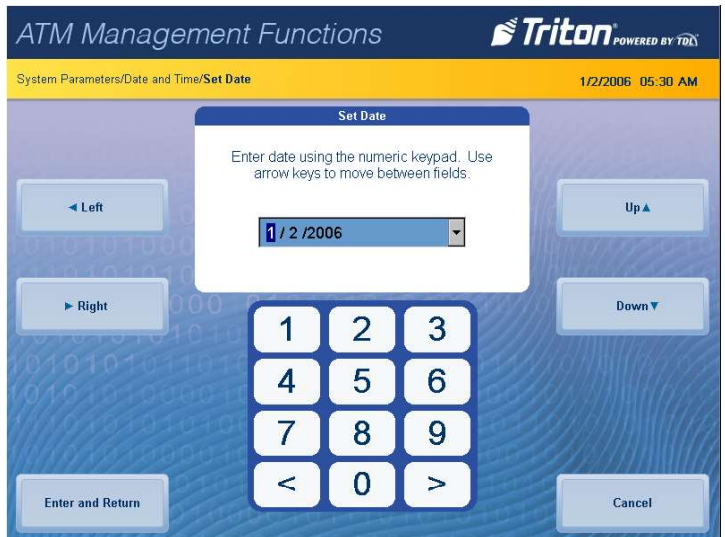 ATM Management Functions
Triton POWERED BY TDL
System Parameters/Date and Time/Set Date
1/2/2006 05:30 AM
Set Date
Enter date using the numeric keypad. Use
arrow keys to move between fields.
◄ Left
Up▲
1 / 2 /2006
► Right
Down▼
1 2 3
4 5 6
7 8 9
< 0 >
Enter and Return
Cancel